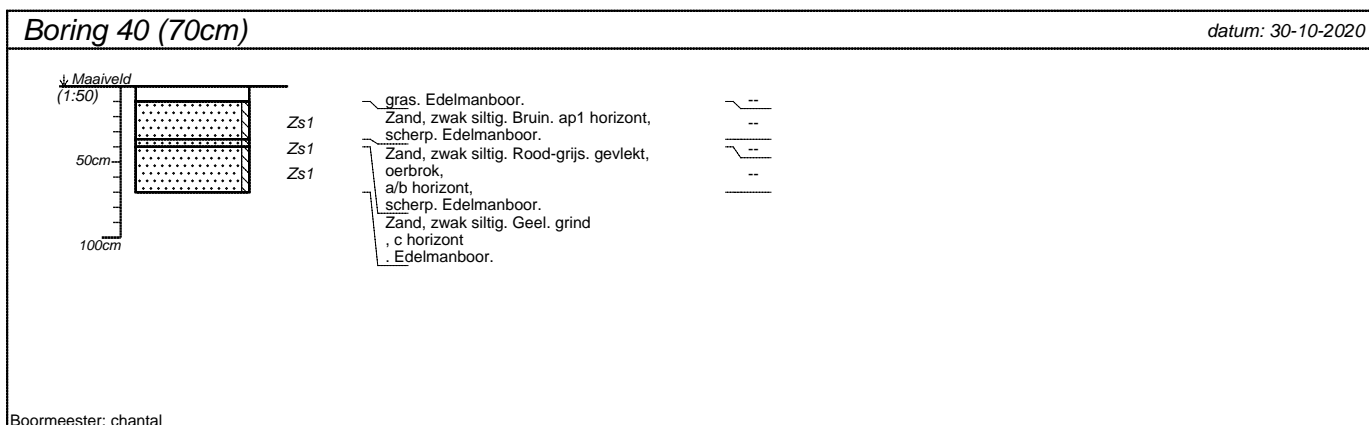 Boring 40 (70cm)
datum: 30-10-2020
Maaiveld
(1:50)
50cm
100cm
Zs1
Zs1
Zs1
gras. Edelmanboor.
Zand, zwak siltig. Bruin. ap1 horizont,
scherp. Edelmanboor.
Zand, zwak siltig. Rood-grijs. gevlekt,
oerbrok,
a/b horizont,
scherp. Edelmanboor.
Zand, zwak siltig. Geel. grind
, c horizont
. Edelmanboor.
--
--
--
--
Boormeester: chantal